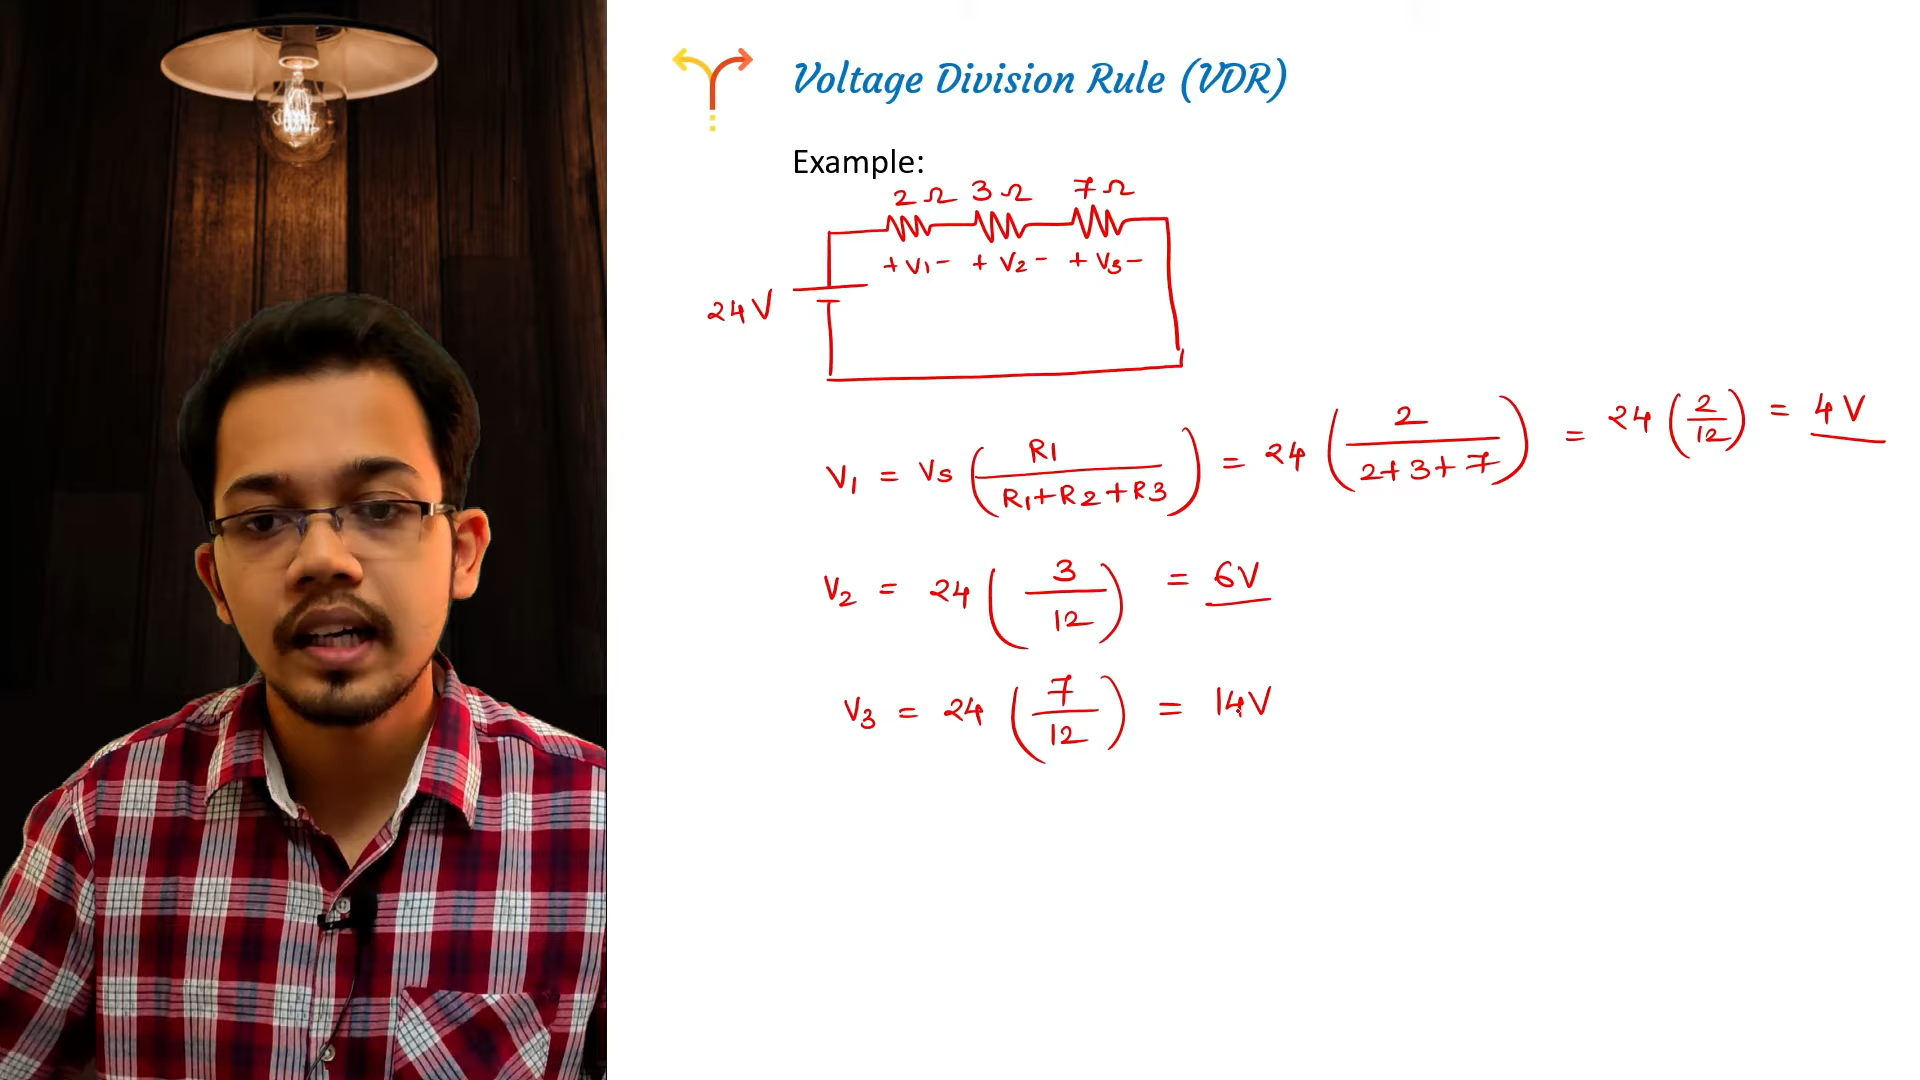 Voltage Division Rule (VDR)
Example:
2 Ω 3 Ω 7 Ω
+ V1 - + V2 - + V3 -
24V
V1 = Vs ( R1 / R1+R2+R3 ) = 24 ( 2 / 2+3+7 ) = 24 ( 2 / 12 ) = 4V
V2 = 24 ( 3 / 12 ) = 6V
V3 = 24 ( 7 / 12 ) = 14V